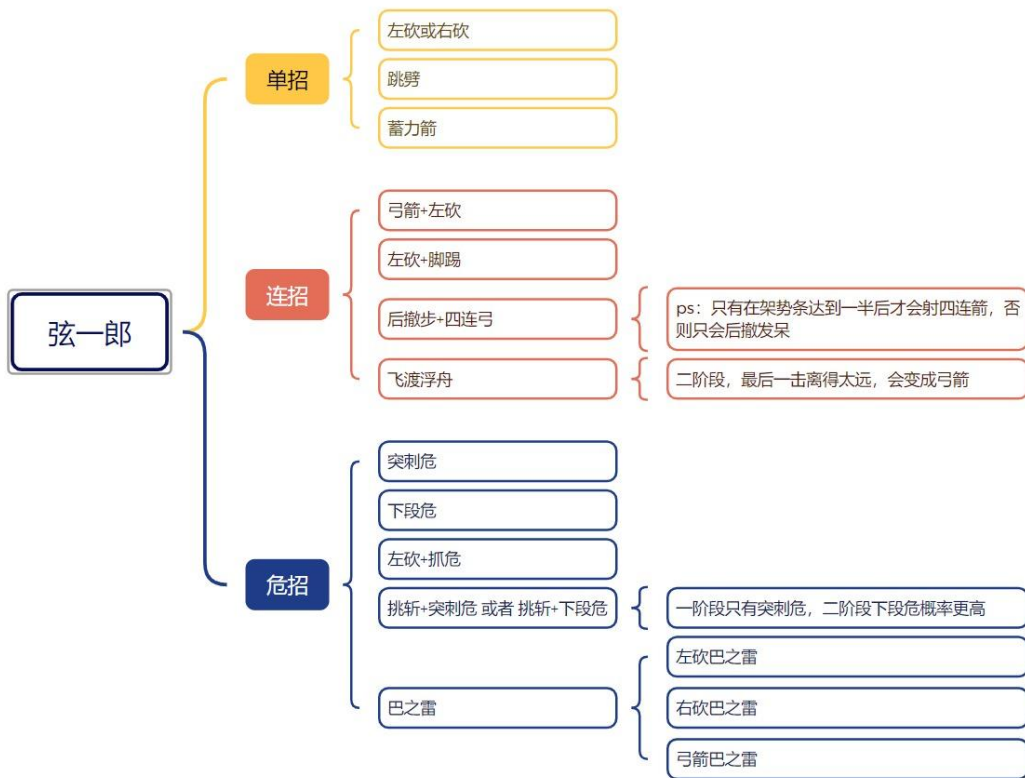 弦一郎
单招
左砍或右砍
跳劈
蓄力箭
连招
弓箭+左砍
左砍+脚踢
后撤步+四连弓
ps：只有在架势条达到一半后才会射四连箭，否
则只会后撤发呆
飞渡浮舟
二阶段，最后一击离得太远，会变成弓箭
危招
突刺危
下段危
左砍+抓危
挑斩+突刺危 或者 挑斩+下段危
一阶段只有突刺危，二阶段下段危概率更高
巴之雷
左砍巴之雷
右砍巴之雷
弓箭巴之雷